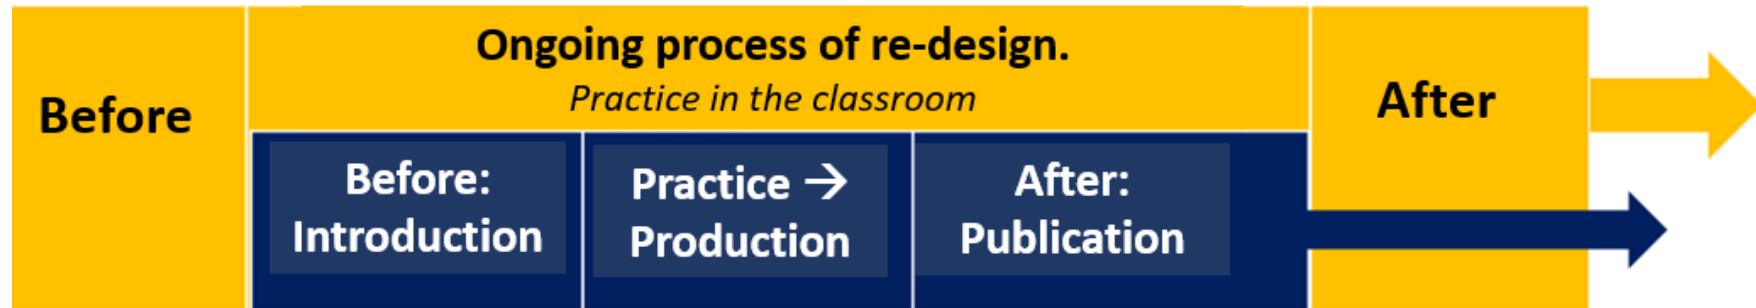 Before
Ongoing process of re-design.
Practice in the classroom
After
Before:
Introduction
Practice →
Production
After:
Publication